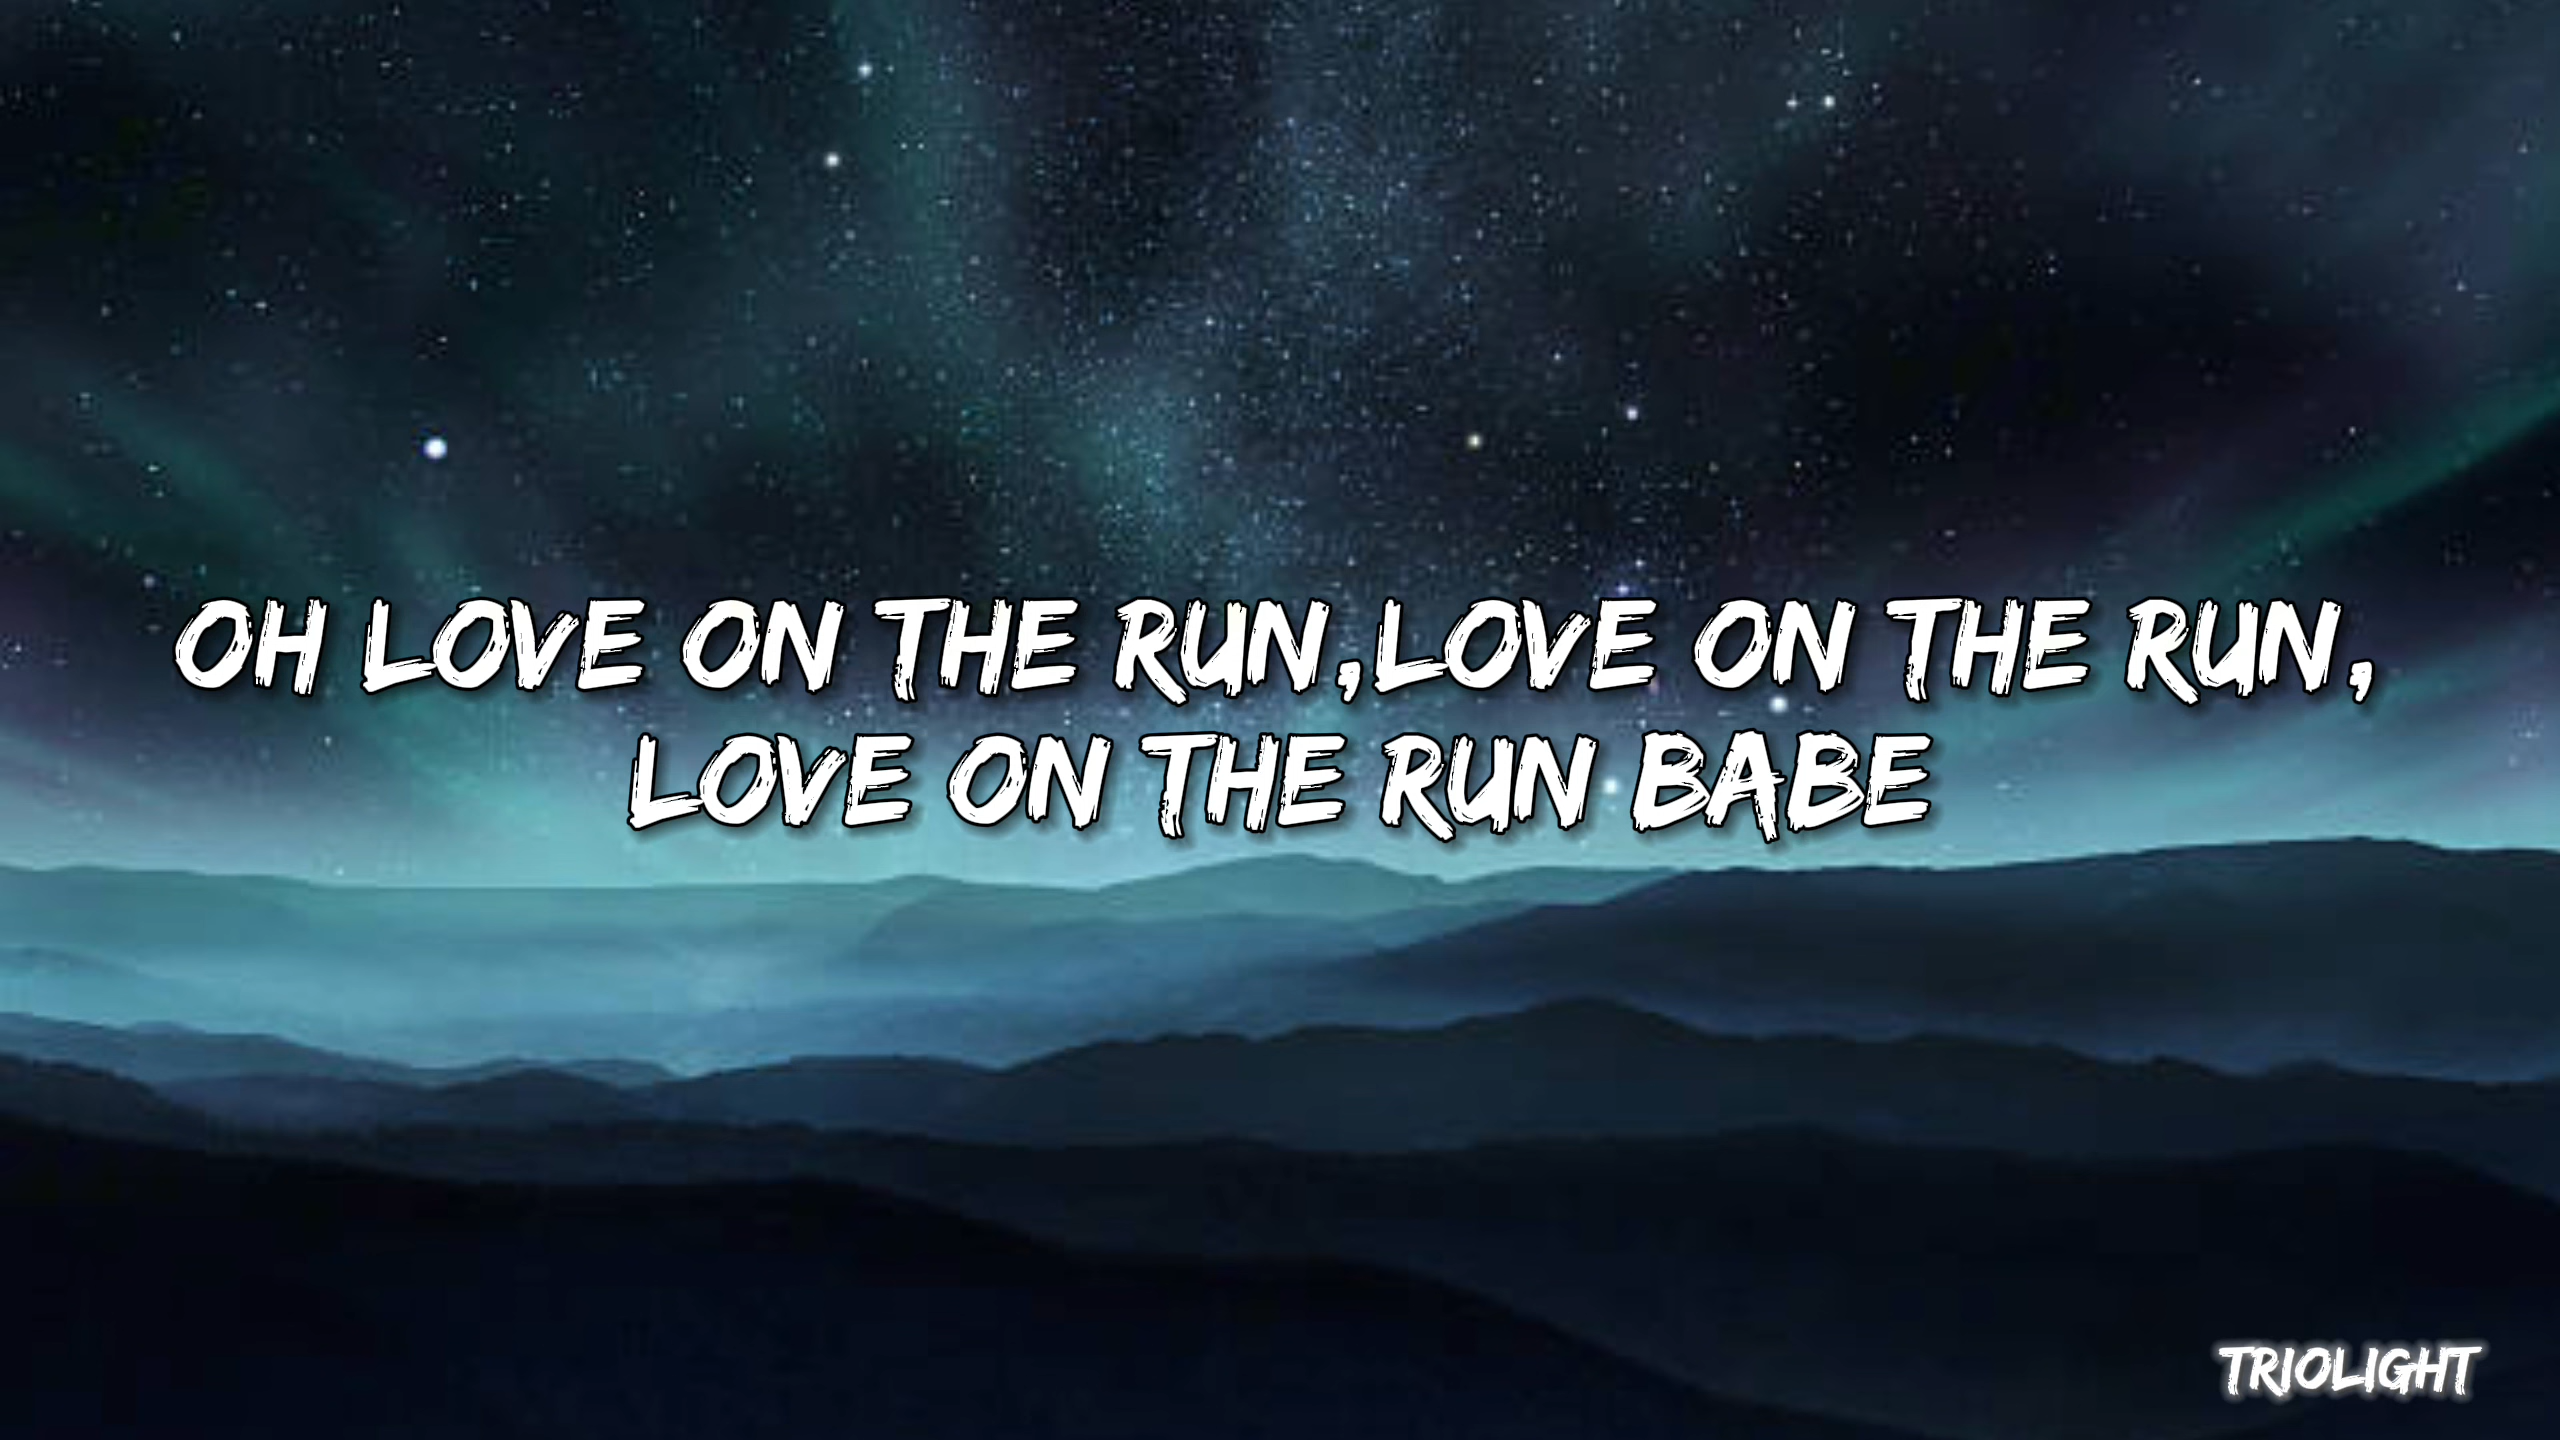 OH LOVE ON THE RUN,LOVE ON THE RUN,
LOVE ON THE RUN BABE
TRIOLIGHT